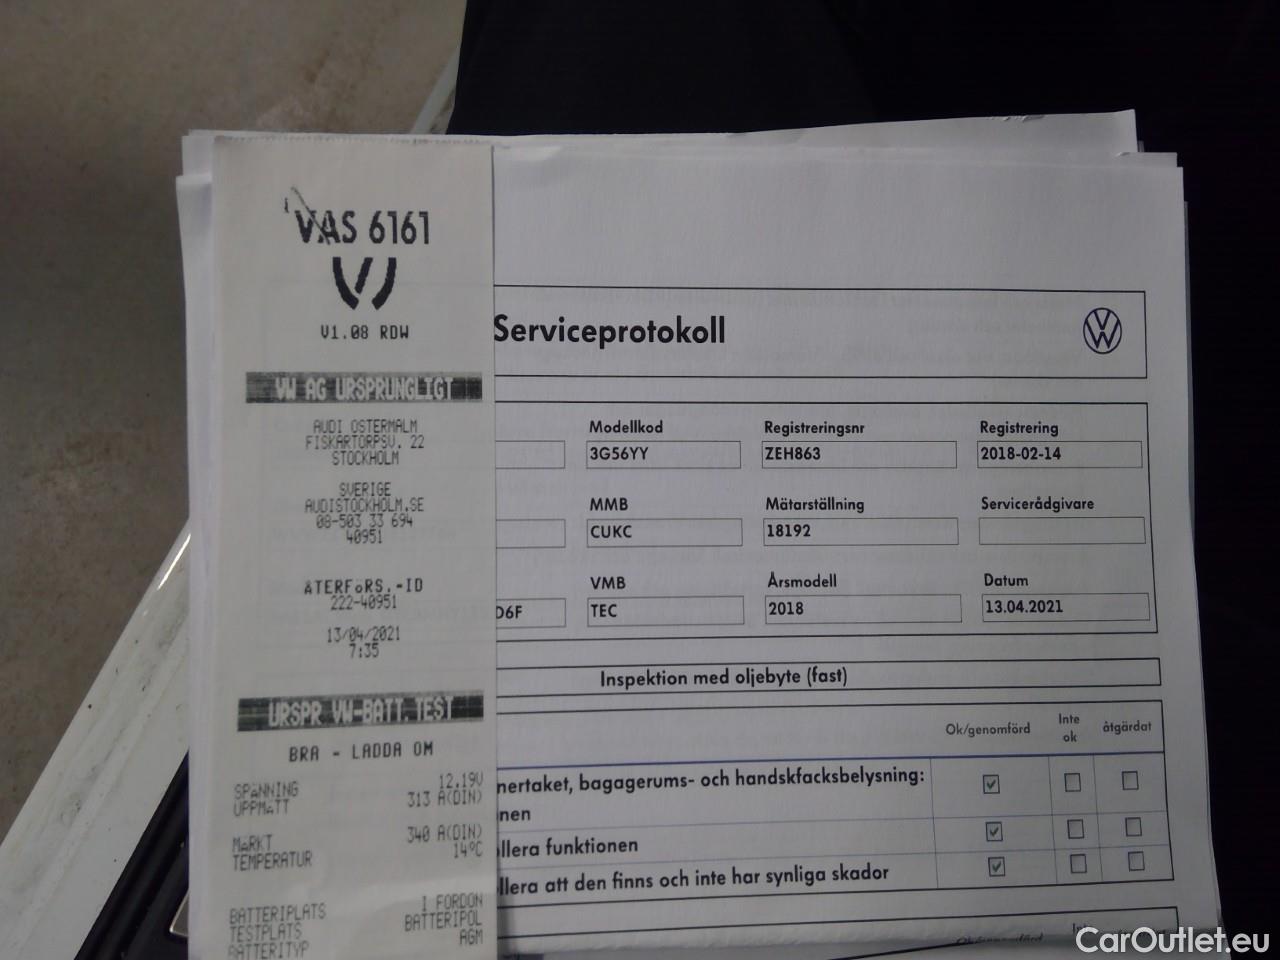 VAS 6161
V1.08 RDW
VW AG URSPRUNGLIGT
AUDI OSTERMALM
FISKARTORPSV. 22
STOCKHOLM
SVERIGE
AUDISTOCKHOLM.SE
08-503 33 694
40951
ÅTERFöRS.-ID
222-40951
13/04/2021
7:35
URSPR VW-BATT.TEST
BRA - LADDA OM
SPäNNING 12.19V
UPPMäTT 313 A(DIN)
MäRKT 340 A(DIN)
TEMPERATUR 14°C
BATTERIPLATS I FORDON
TESTPLATS BATTERIPOL
BATTERITYP AGM
Serviceprotokoll
Modellkod Registreringsnr Registrering
3G56YY ZEH863 2018-02-14
MMB Mätarställning Servicerådgivare
CUKC 18192
VMB Årsmodell Datum
D6F TEC 2018 13.04.2021
Inspektion med oljebyte (fast)
Ok/genomförd Inte ok åtgärdat
nertaket, bagagerums- och handskfacksbelysning:
nen
llera funktionen
llera att den finns och inte har synliga skador
Ok/genomförd
CarOutlet.eu